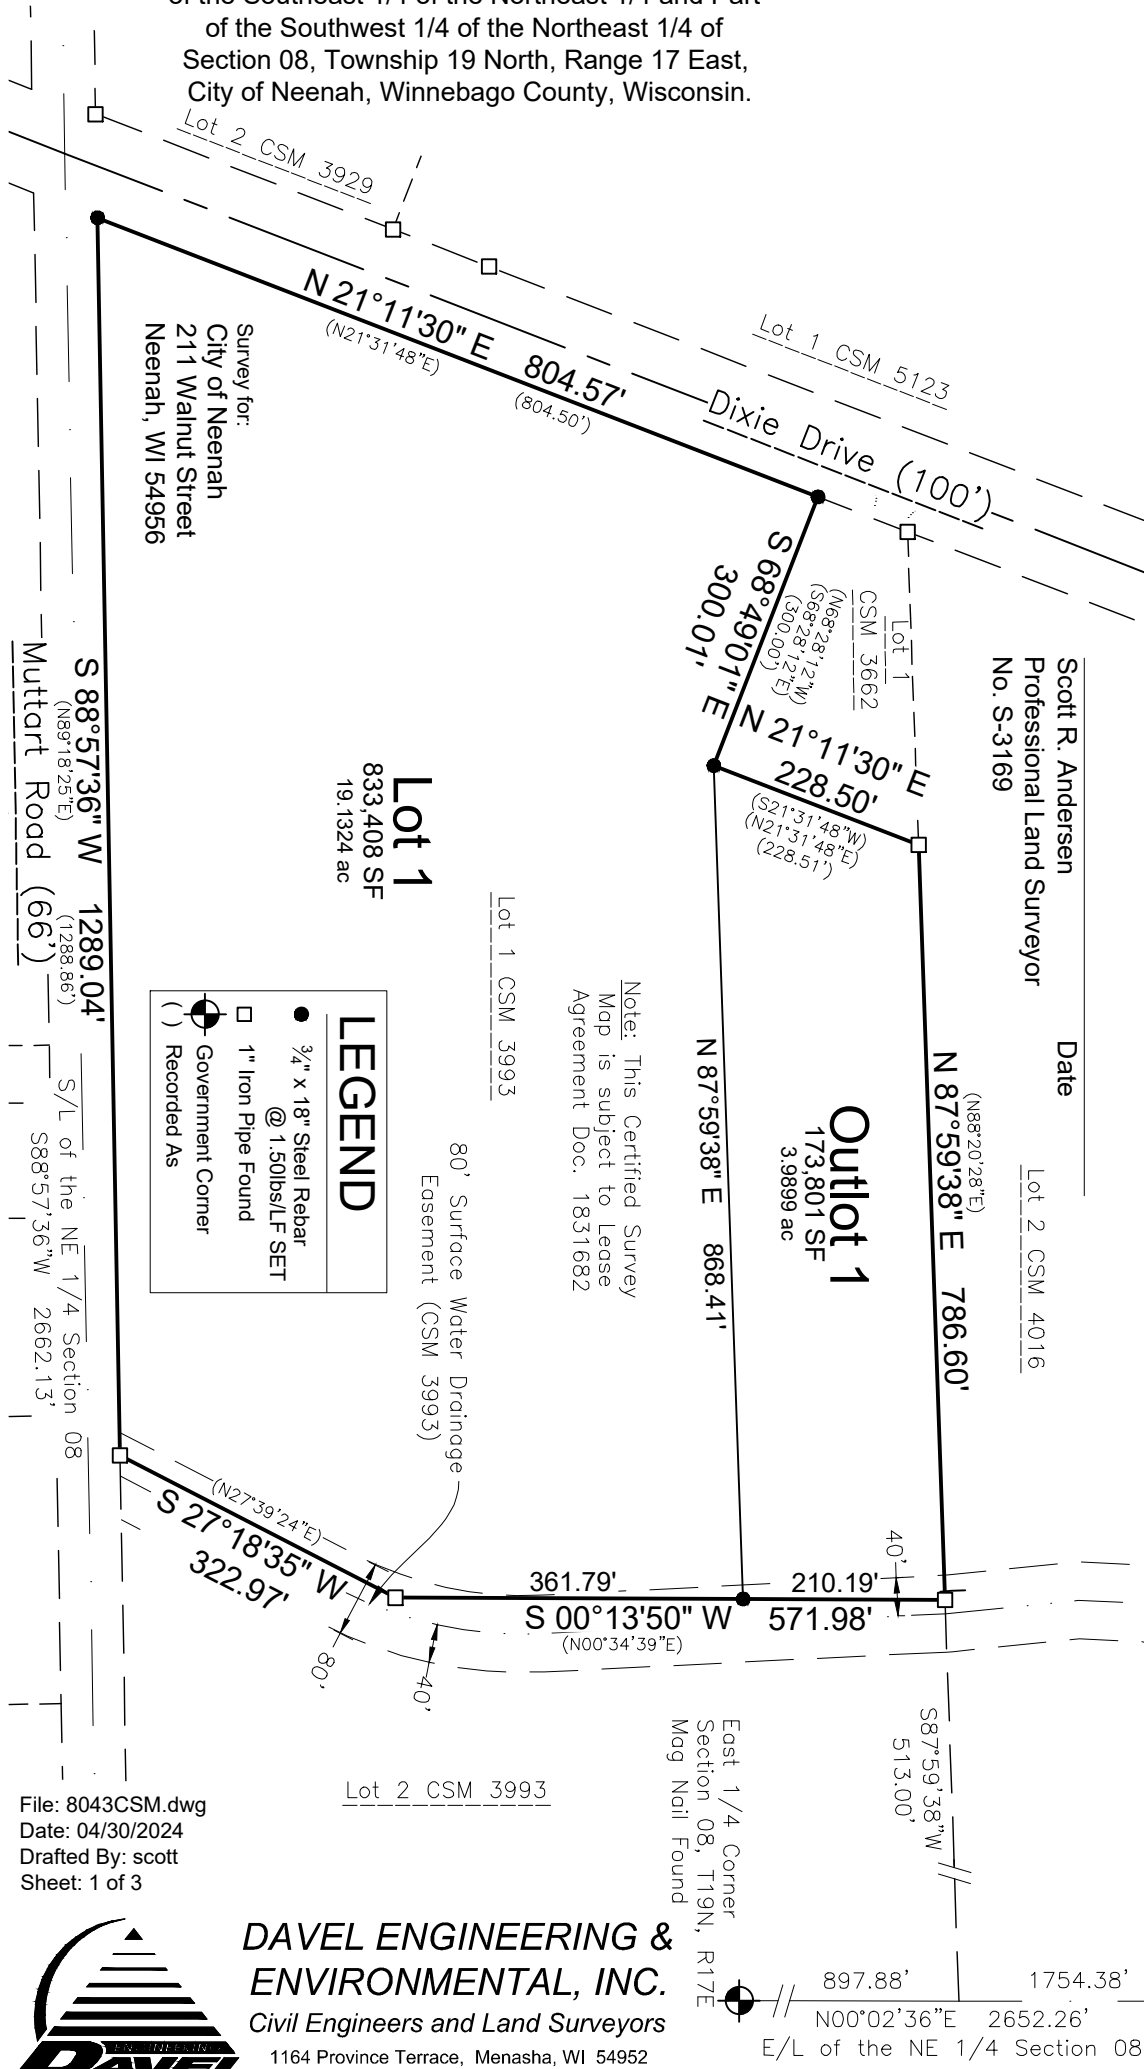 of the Southwest 1/4 of the Northeast 1/4 of
Section 08, Township 19 North, Range 17 East,
City of Neenah, Winnebago County, Wisconsin.
Lot 2 CSM 3929
Lot 1 CSM 5123
Dixie Drive (100')
N 21°11'30" E 804.57'
(N21°31'48"E)
(804.50')
Survey for:
City of Neenah
211 Walnut Street
Neenah, WI 54956
S 68°49'01" E
300.01'
(N68°28'12"W)
(S68°28'12"E)
(300.00')
Lot 1
CSM 3662
N 21°11'30" E
228.50'
(S21°31'48"W)
(N21°31'48"E)
(228.51')
Scott R. Andersen
Professional Land Surveyor
No. S-3169
Date
Lot 2 CSM 4016
(N88°20'28"E)
N 87°59'38" E 786.60'
Outlot 1
173,801 SF
3.9899 ac
N 87°59'38" E 868.41'
Note: This Certified Survey
Map is subject to Lease
Agreement Doc. 1831682
Lot 1 CSM 3993
Lot 1
833,408 SF
19.1324 ac
80' Surface Water Drainage
Easement (CSM 3993)
LEGEND
3/4" x 18" Steel Rebar
@ 1.50lbs/LF SET
1" Iron Pipe Found
Government Corner
( ) Recorded As
S 88°57'36" W 1289.04'
(N89°18'25"E)
(1288.86')
Muttart Road (66')
S/L of the NE 1/4 Section 08
S88°57'36"W 2662.13'
(N27°39'24"E)
S 27°18'35" W
322.97'
361.79'
210.19'
S 00°13'50" W 571.98'
(N00°34'39"E)
40'
80'
40'
Lot 2 CSM 3993
S87°59'38"W
513.00'
East 1/4 Corner
Section 08, T19N, R17E
Mag Nail Found
897.88'
1754.38'
N00°02'36"E 2652.26'
E/L of the NE 1/4 Section 08
File: 8043CSM.dwg
Date: 04/30/2024
Drafted By: scott
Sheet: 1 of 3
DAVEL ENGINEERING &
ENVIRONMENTAL, INC.
Civil Engineers and Land Surveyors
1164 Province Terrace, Menasha, WI 54952
DAVEL